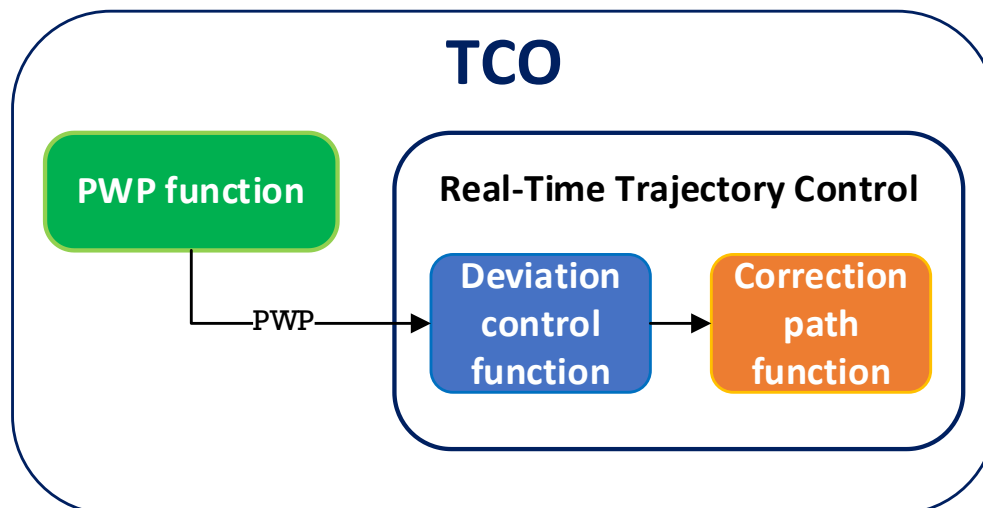 TCO
PWP function
Real-Time Trajectory Control
PWP
Deviation
control
function
Correction
path
function